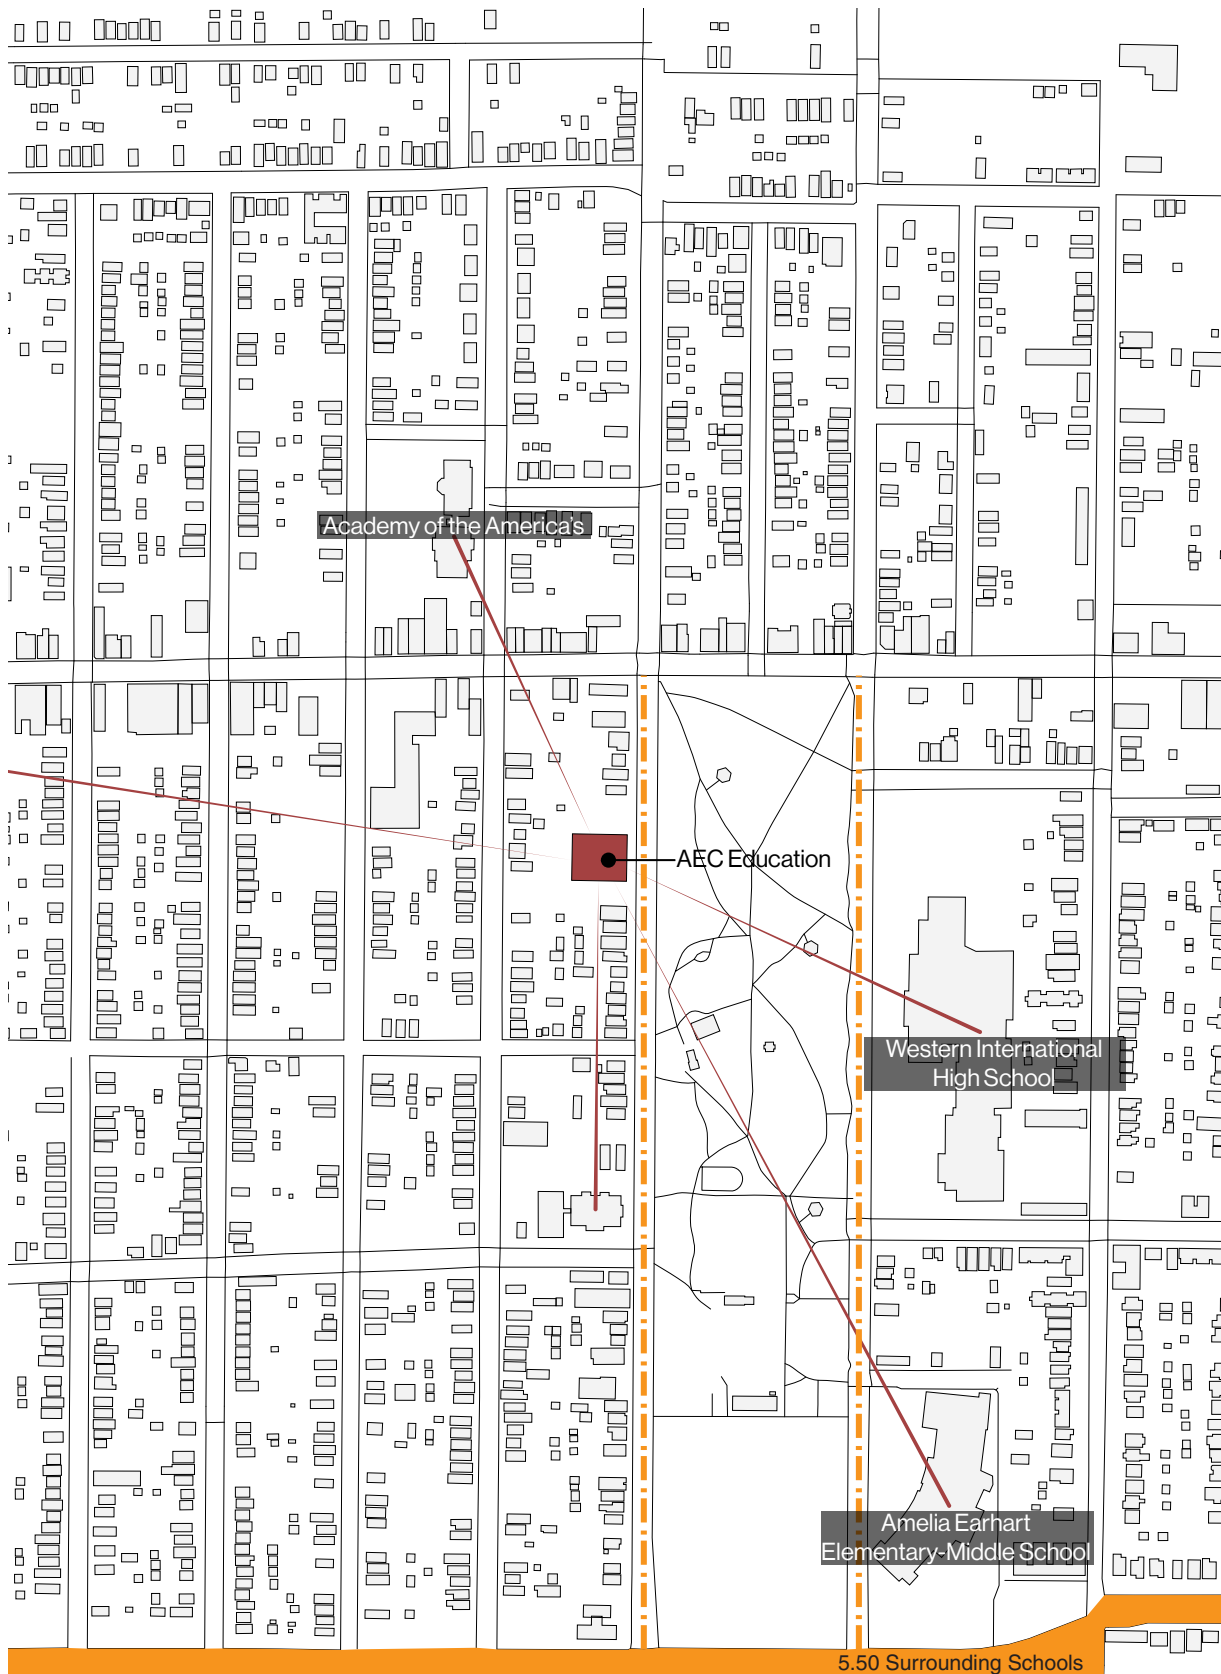 Academy of the America's
AEC Education
Western International
High School
Amelia Earhart
Elementary-Middle School
5.50 Surrounding Schools